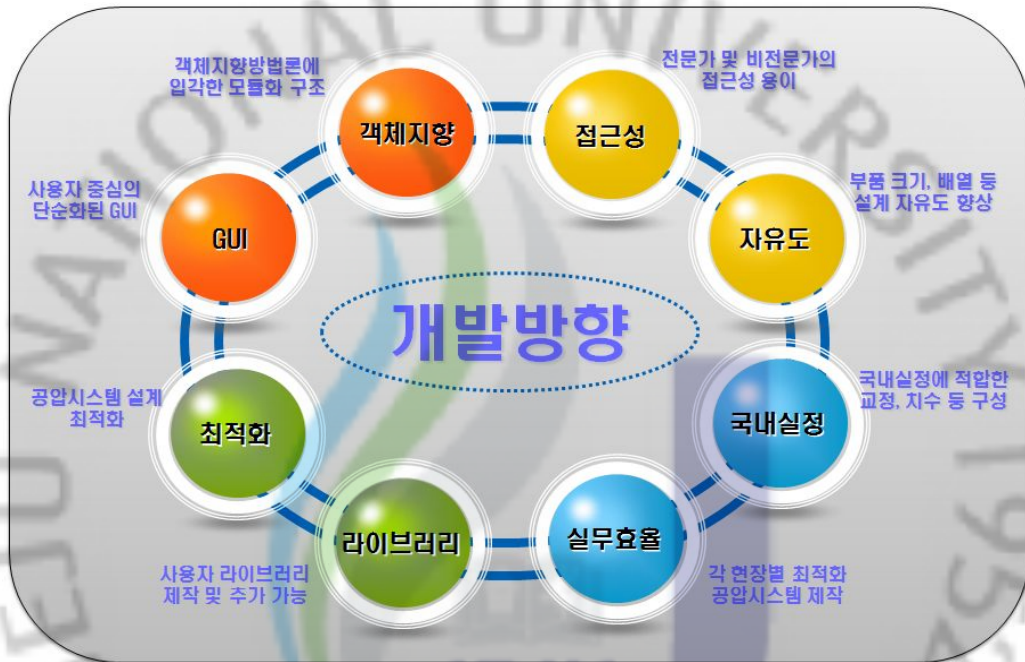 객체지향방법론에
입각한 모듈화 구조
전문가 및 비전문가의
접근성 용이
객체지향
접근성
사용자 중심의
단순화된 GUI
부품 크기, 배열 등
설계 자유도 향상
GUI
자유도
개발방향
공압시스템 설계
최적화
국내실정에 적합한
교정, 치수 등 구성
최적화
국내실정
라이브러리
실무효율
사용자 라이브러리
제작 및 추가 가능
각 현장별 최적화
공압시스템 제작
JEJU NATIONAL UNIVERSITY 1952